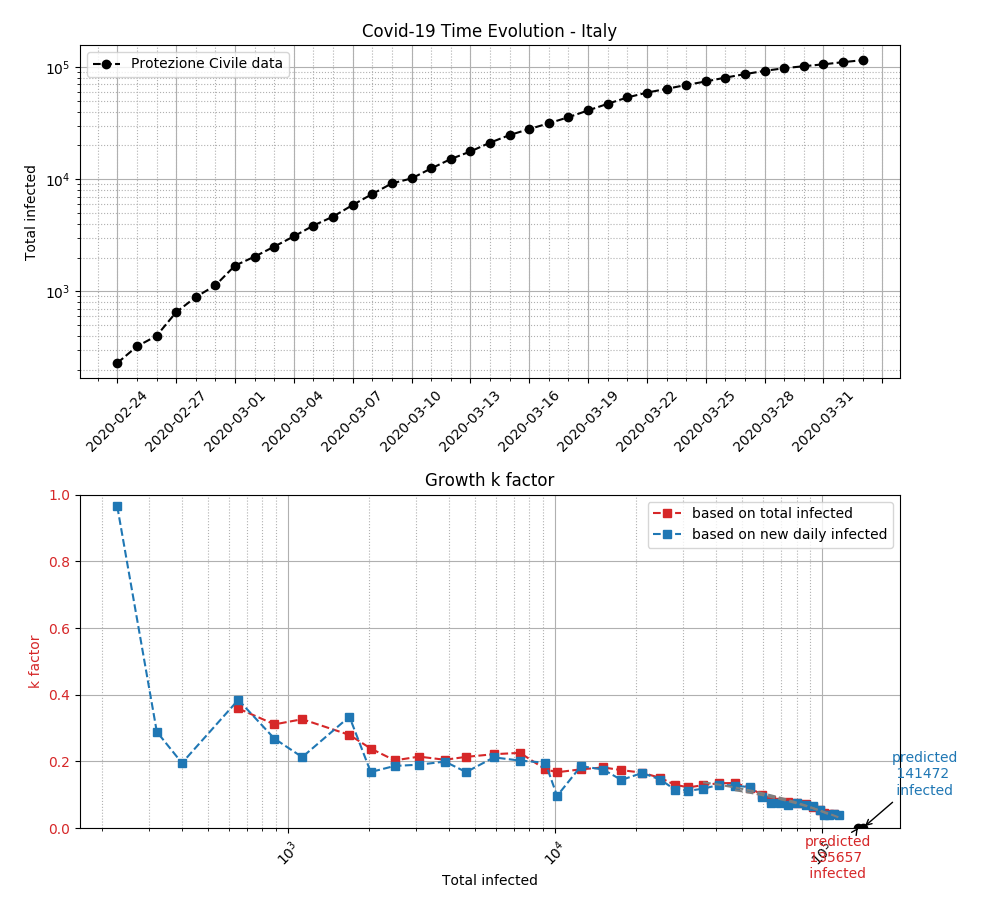 Covid-19 Time Evolution - Italy
Protezione Civile data
Total infected
10^5
10^4
10^3
2020-02-24
2020-02-27
2020-03-01
2020-03-04
2020-03-07
2020-03-10
2020-03-13
2020-03-16
2020-03-19
2020-03-22
2020-03-25
2020-03-28
2020-03-31
Growth k factor
based on total infected
based on new daily infected
k factor
1.0
0.8
0.6
0.4
0.2
0.0
predicted
141472
infected
10^3
10^4
10^5
predicted
135657
infected
Total infected